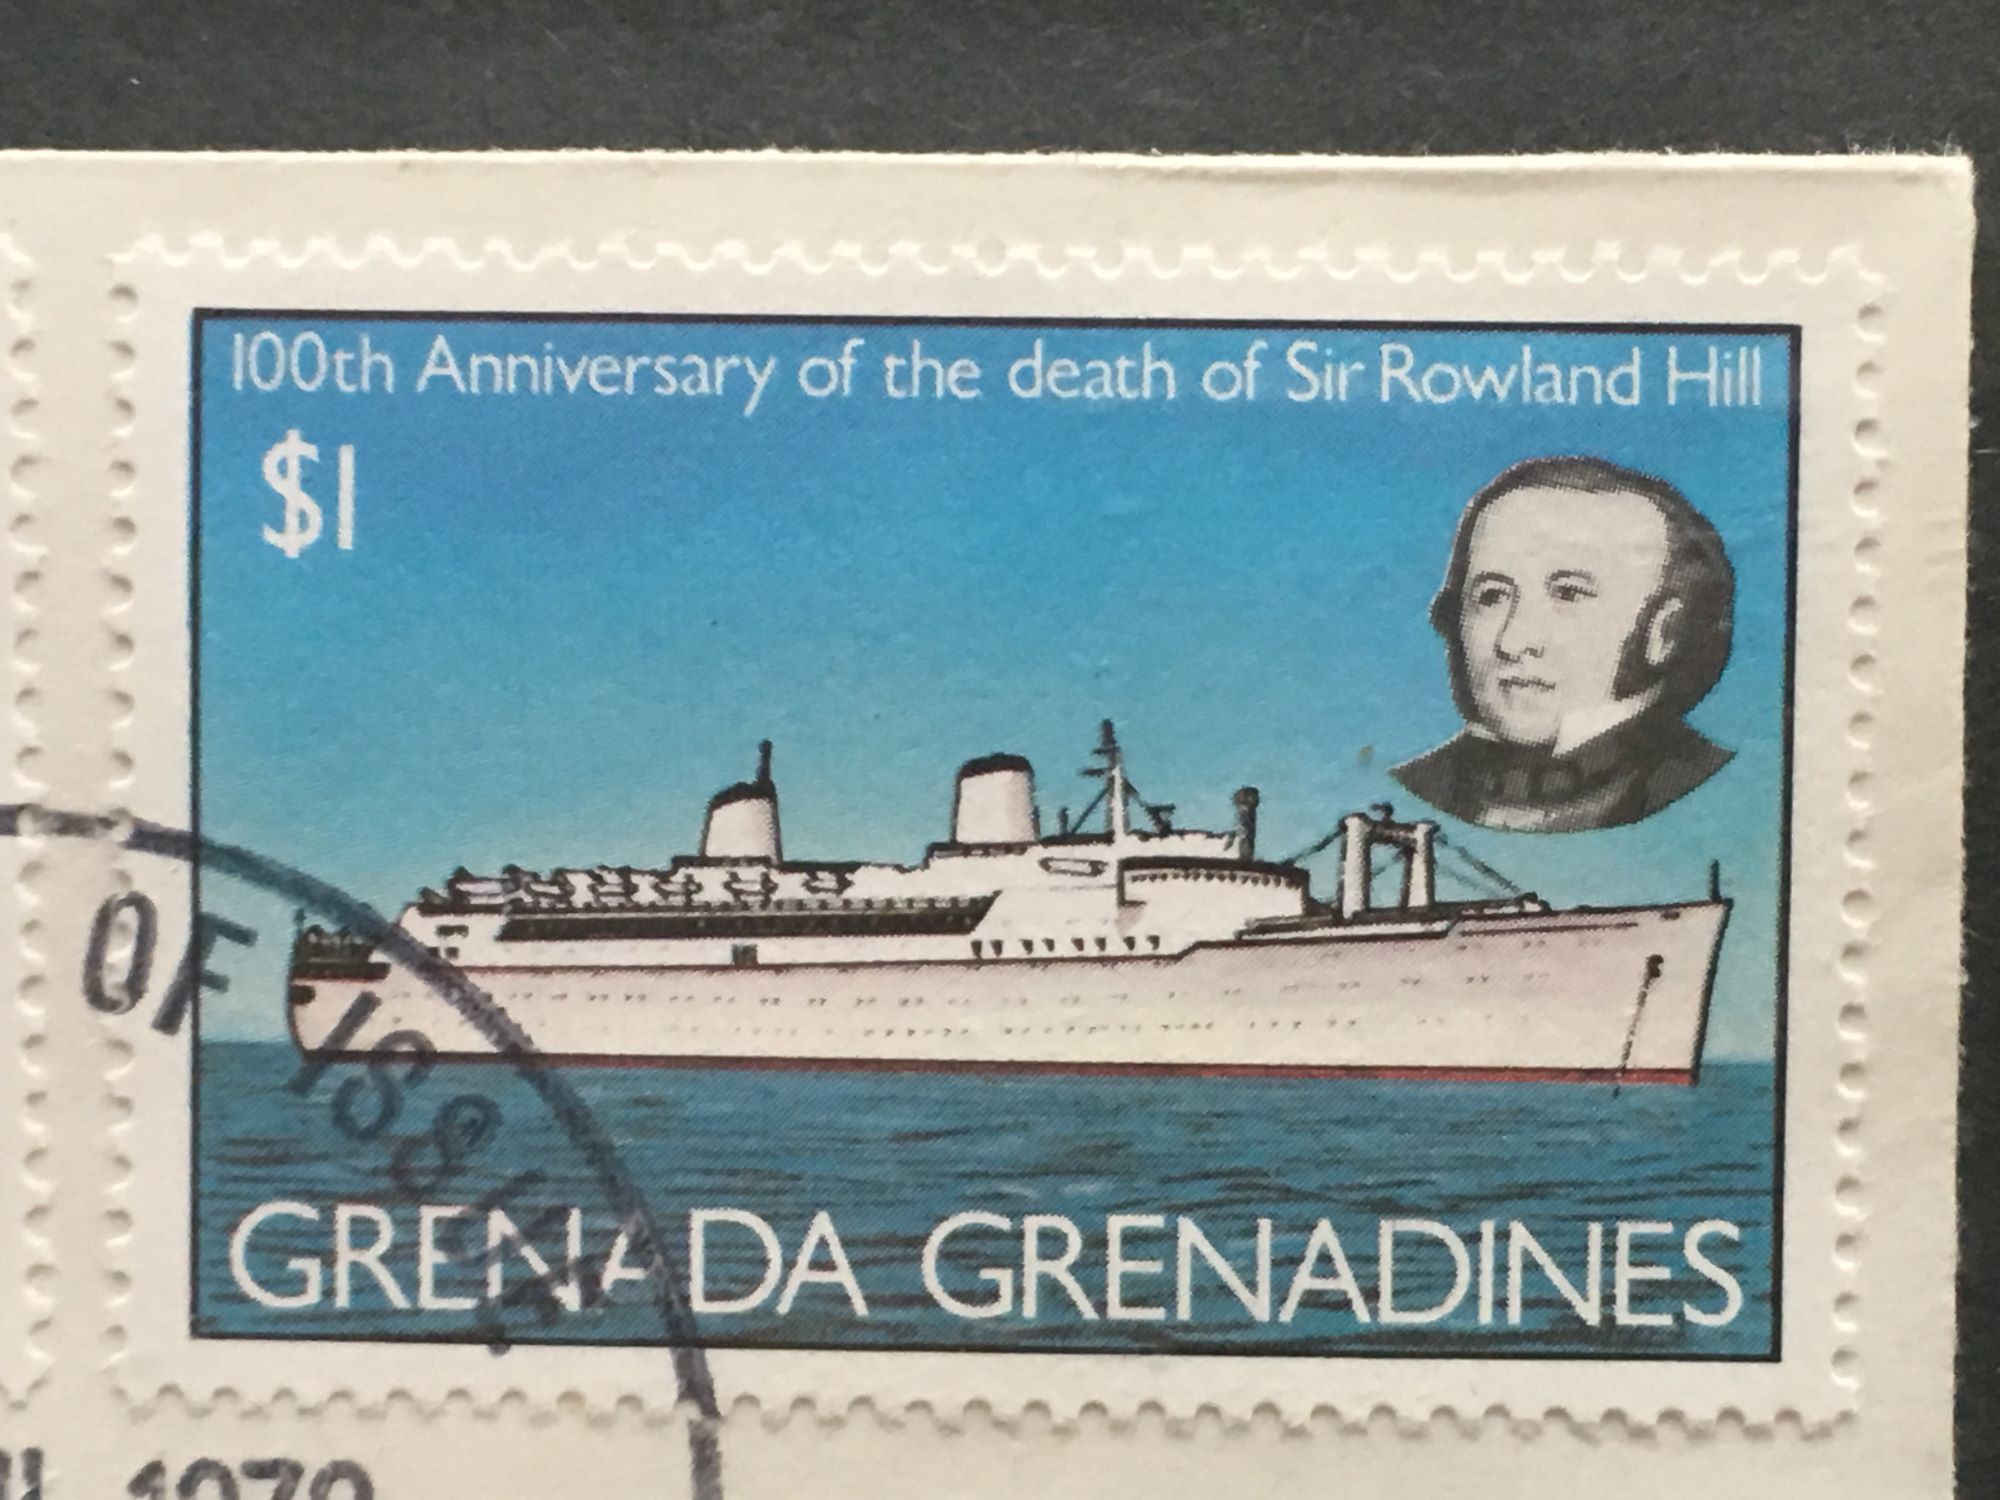 100th Anniversary of the death of Sir Rowland Hill
$1
GRENADA GRENADINES
OF ISSUE
1979